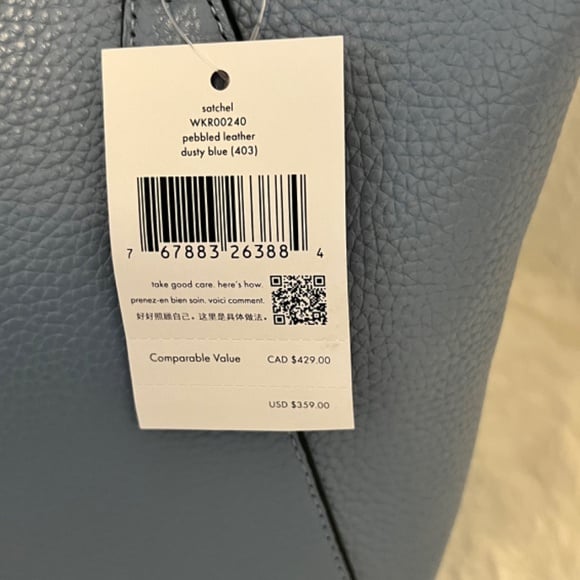 satchel
WKR00240
pebbled leather
dusty blue (403)
7 67883 26388 4
take good care. here's how.
prenez-en bien soin. voici comment.
好好照顾自己。这里是具体做法。
Comparable Value CAD $429.00
USD $359.00